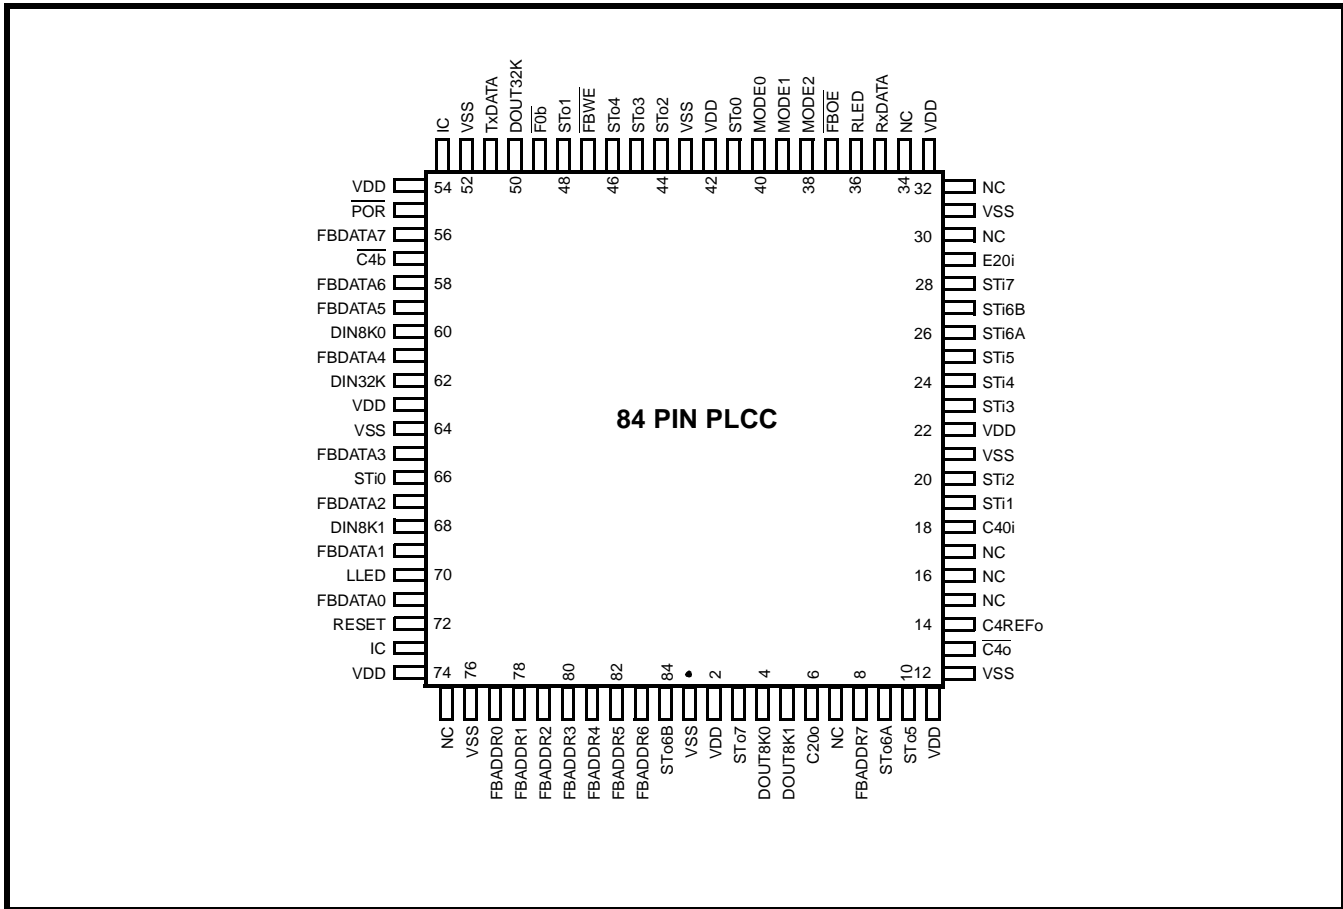 IC
VSS
TxDATA
DOUT32K
F0b
STo1
FBWE
STo4
STo3
STo2
VSS
VDD
STo0
MODE0
MODE1
MODE2
FBOE
RLED
RxDATA
NC
VDD
54 52 50 48 46 44 42 40 38 36 34 32
VDD
POR
FBDATA7 56
C4b
FBDATA6 58
FBDATA5
DIN8K0 60
FBDATA4
DIN32K 62
VDD
VSS 64
FBDATA3
STi0 66
FBDATA2
DIN8K1 68
FBDATA1
LLED 70
FBDATA0
RESET 72
IC
VDD 74
84 PIN PLCC
NC
VSS
30 NC
E20i
28 STi7
STi6B
26 STi6A
STi5
24 STi4
STi3
22 VDD
VSS
20 STi2
STi1
18 C40i
NC
16 NC
NC
14 C4REFo
C4o
12 VSS
76 78 80 82 84 2 4 6 8 10
NC
VSS
FBADDR0
FBADDR1
FBADDR2
FBADDR3
FBADDR4
FBADDR5
FBADDR6
STo6B
VSS
VDD
STo7
DOUT8K0
DOUT8K1
C20o
NC
FBADDR7
STo6A
STo5
VDD